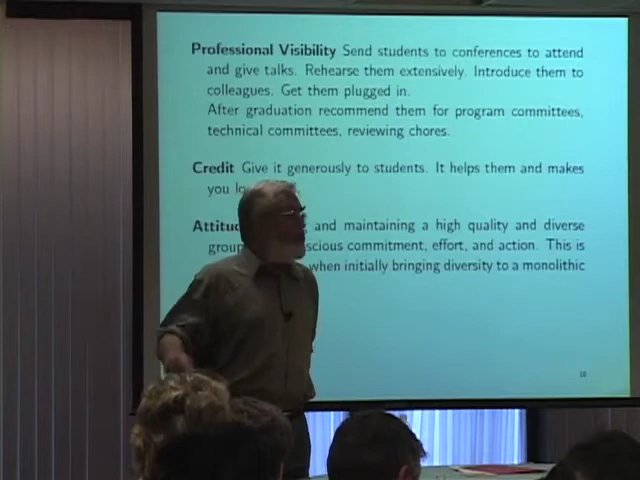 Professional Visibility Send students to conferences to attend
and give talks. Rehearse them extensively. Introduce them to
colleagues. Get them plugged in.
After graduation recommend them for program committees,
technical committees, reviewing chores.
Credit Give it generously to students. It helps them and makes
you
and maintaining a high quality and diverse
commitment, effort, and action. This is
when initially bringing diversity to a monolithic